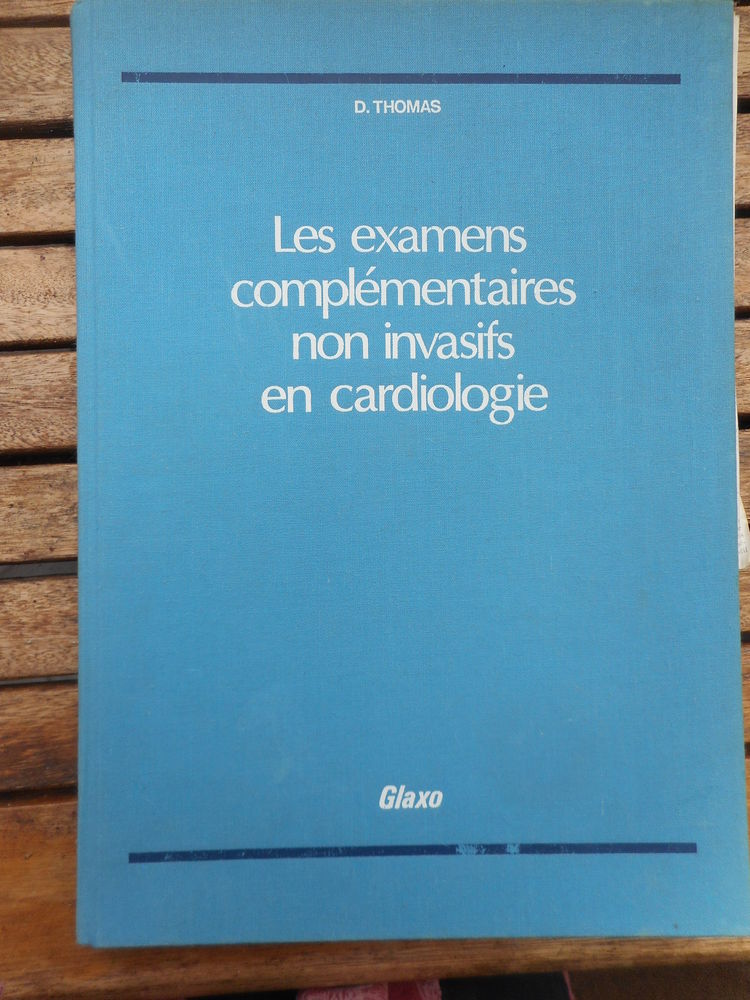 D. THOMAS
Les examens
complémentaires
non invasifs
en cardiologie
Glaxo